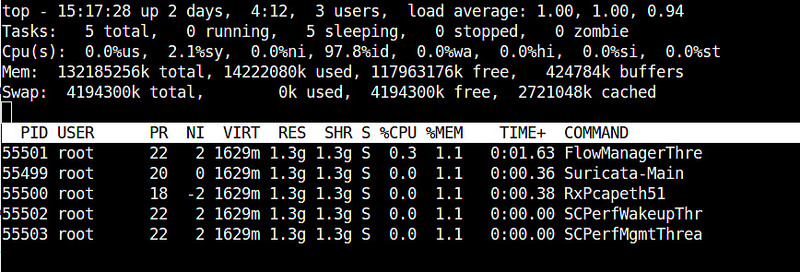 top - 15:17:28 up 2 days,  4:12,  3 users,  load average: 1.00, 1.00, 0.94
Tasks:   5 total,   0 running,   5 sleeping,   0 stopped,   0 zombie
Cpu(s):  0.0%us,  2.1%sy,  0.0%ni, 97.8%id,  0.0%wa,  0.0%hi,  0.0%si,  0.0%st
Mem:  132185256k total, 14222080k used, 117963176k free,   424784k buffers
Swap:  4194300k total,        0k used,  4194300k free,  2721048k cached
PID USER      PR  NI  VIRT  RES  SHR S %CPU %MEM    TIME+  COMMAND
55501 root      22   2 1629m 1.3g 1.3g S  0.3  1.1   0:01.63 FlowManagerThre
55499 root      20   0 1629m 1.3g 1.3g S  0.0  1.1   0:00.36 Suricata-Main
55500 root      18  -2 1629m 1.3g 1.3g S  0.0  1.1   0:00.38 RxPcapeth51
55502 root      22   2 1629m 1.3g 1.3g S  0.0  1.1   0:00.00 SCPerfWakeupThr
55503 root      22   2 1629m 1.3g 1.3g S  0.0  1.1   0:00.00 SCPerfMgmtThrea